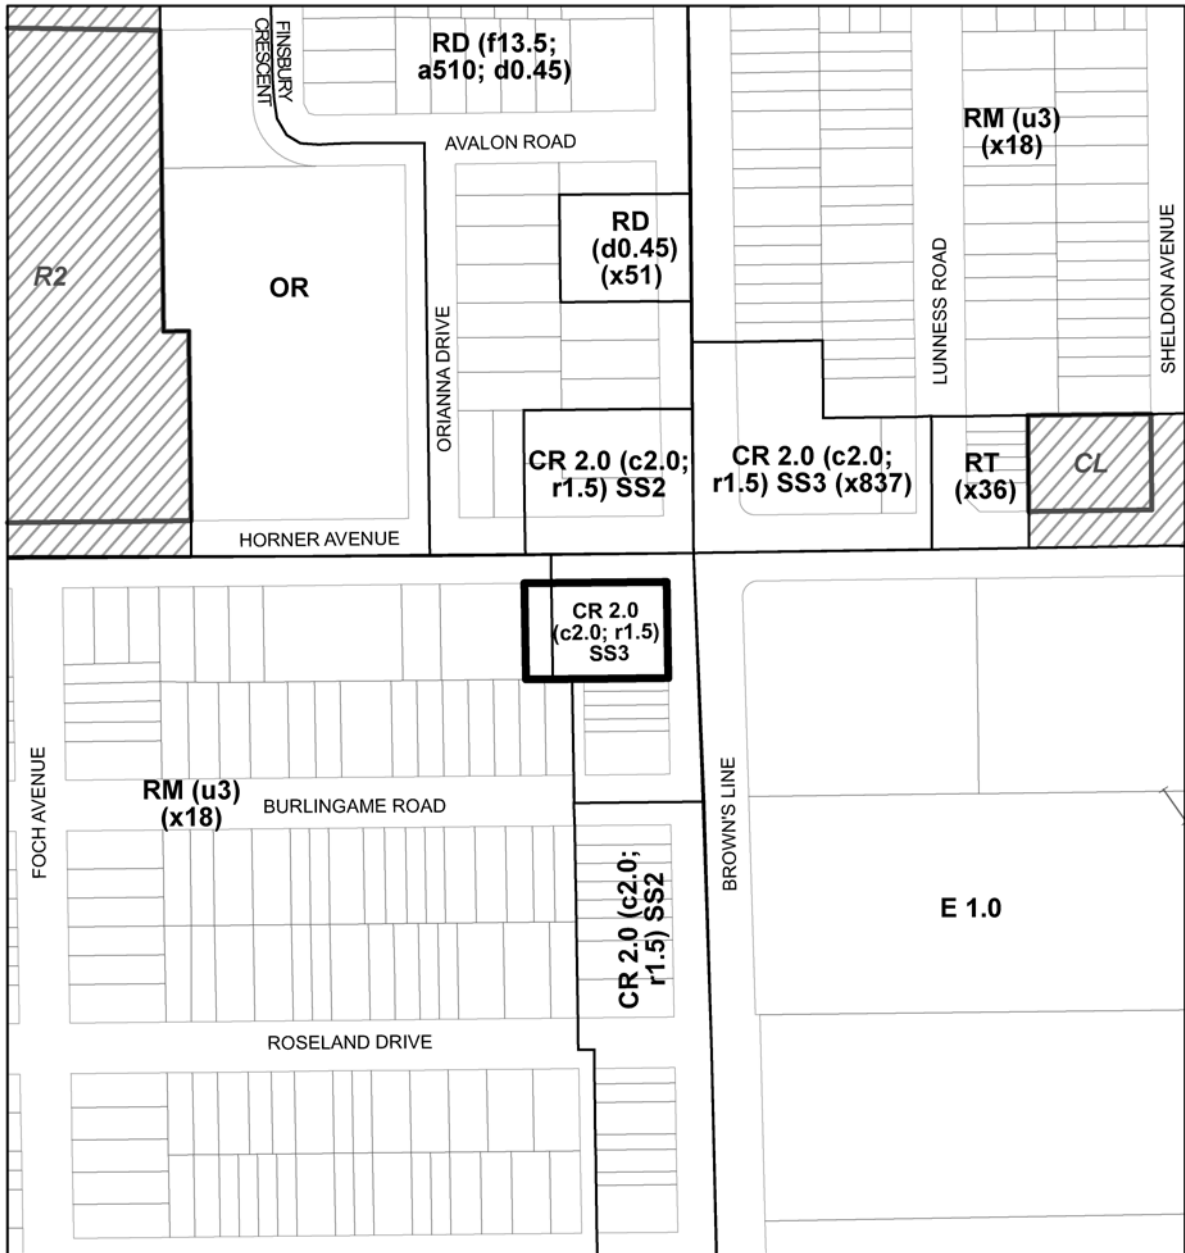 FINSBURY
CRESCENT
RD (f13.5;
a510; d0.45)
AVALON ROAD
RM (u3)
(x18)
RD
(d0.45)
(x51)
R2
OR
ORIANNA DRIVE
LUNNESS ROAD
SHELDON AVENUE
CR 2.0 (c2.0;
r1.5) SS2
CR 2.0 (c2.0;
r1.5) SS3 (x837)
RT
(x36)
CL
HORNER AVENUE
CR 2.0
(c2.0; r1.5)
SS3
FOCH AVENUE
RM (u3)
(x18)
BURLINGAME ROAD
BROWN'S LINE
CR 2.0 (c2.0;
r1.5) SS2
E 1.0
ROSELAND DRIVE